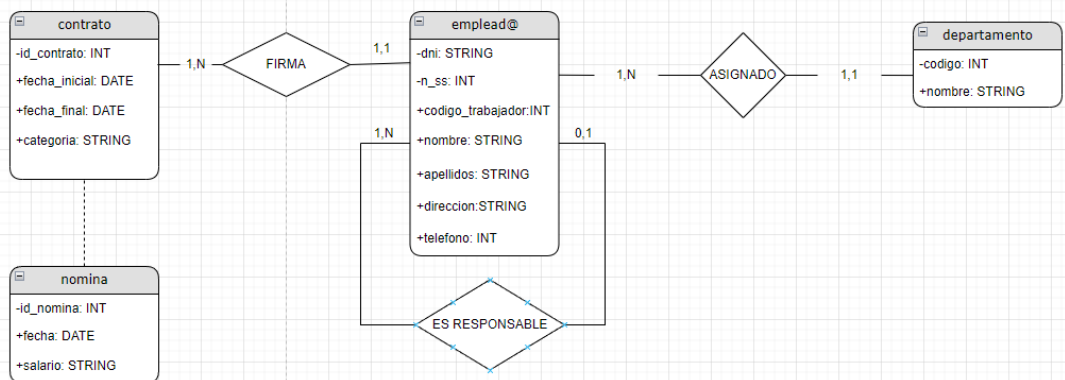 contrato
-id_contrato: INT
+fecha_inicial: DATE
+fecha_final: DATE
+categoria: STRING
1,N
FIRMA
1,1
emplead@
-dni: STRING
-n_ss: INT
+codigo_trabajador:INT
+nombre: STRING
+apellidos: STRING
+direccion:STRING
+telefono: INT
1,N
ASIGNADO
1,1
departamento
-codigo: INT
+nombre: STRING
1,N
0,1
ES RESPONSABLE
nomina
-id_nomina: INT
+fecha: DATE
+salario: STRING